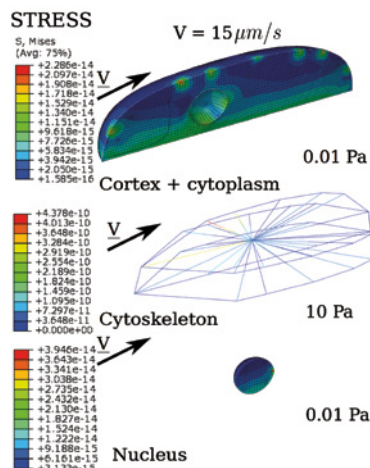 STRESS
V = 15μm/s
S, Mises
(Avg: 75%)
+2.286e-14
+2.097e-14
+1.908e-14
+1.718e-14
+1.529e-14
+1.340e-14
+1.151e-14
+9.618e-15
+7.726e-15
+5.834e-15
+3.942e-15
+2.050e-15
+1.585e-16
V
0.01 Pa
Cortex + cytoplasm
+4.378e-10
+4.013e-10
+3.648e-10
+3.284e-10
+2.919e-10
+2.554e-10
+2.189e-10
+1.824e-10
+1.459e-10
+1.095e-10
+7.297e-11
+3.648e-11
+0.000e+00
V
10 Pa
Cytoskeleton
+3.946e-14
+3.643e-14
+3.341e-14
+3.038e-14
+2.735e-14
+2.432e-14
+2.130e-14
+1.827e-14
+1.524e-14
+1.222e-14
+9.188e-15
+6.161e-15
V
0.01 Pa
Nucleus